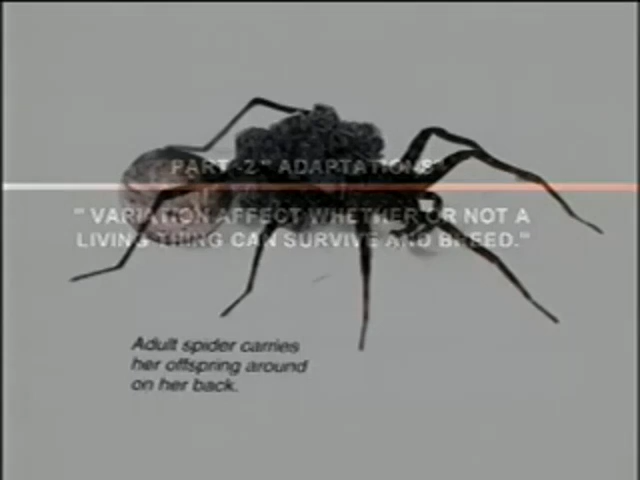 PART -2 " ADAPTATIONS"
" VARIATION AFFECT WHETHER OR NOT A
LIVING THING CAN SURVIVE AND BREED."
Adult spider carries
her offspring around
on her back.